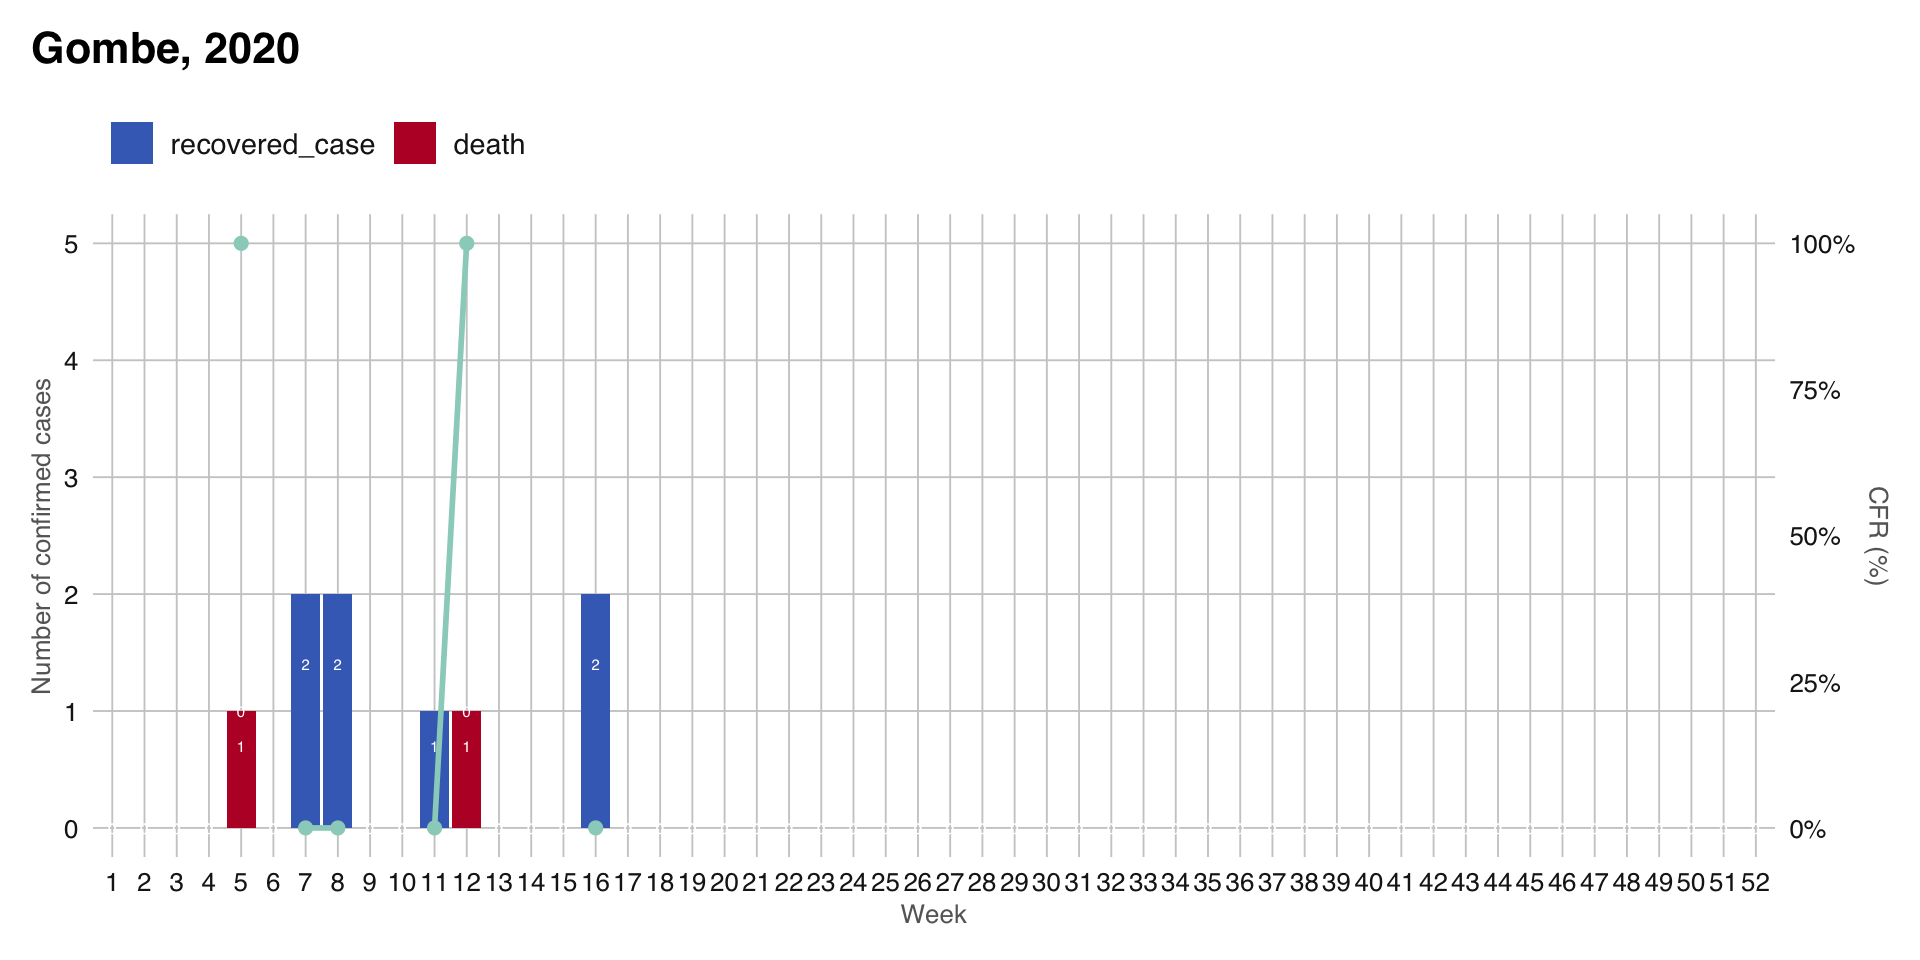 Gombe, 2020
recovered_case death
5 100%
4
75%
3
50%
2
25%
1
0 0%
Number of confirmed cases
CFR (%)
2 2 2
0 0
1 1 1
1 2 3 4 5 6 7 8 9 10 11 12 13 14 15 16 17 18 19 20 21 22 23 24 25 26 27 28 29 30 31 32 33 34 35 36 37 38 39 40 41 42 43 44 45 46 47 48 49 50 51 52
Week